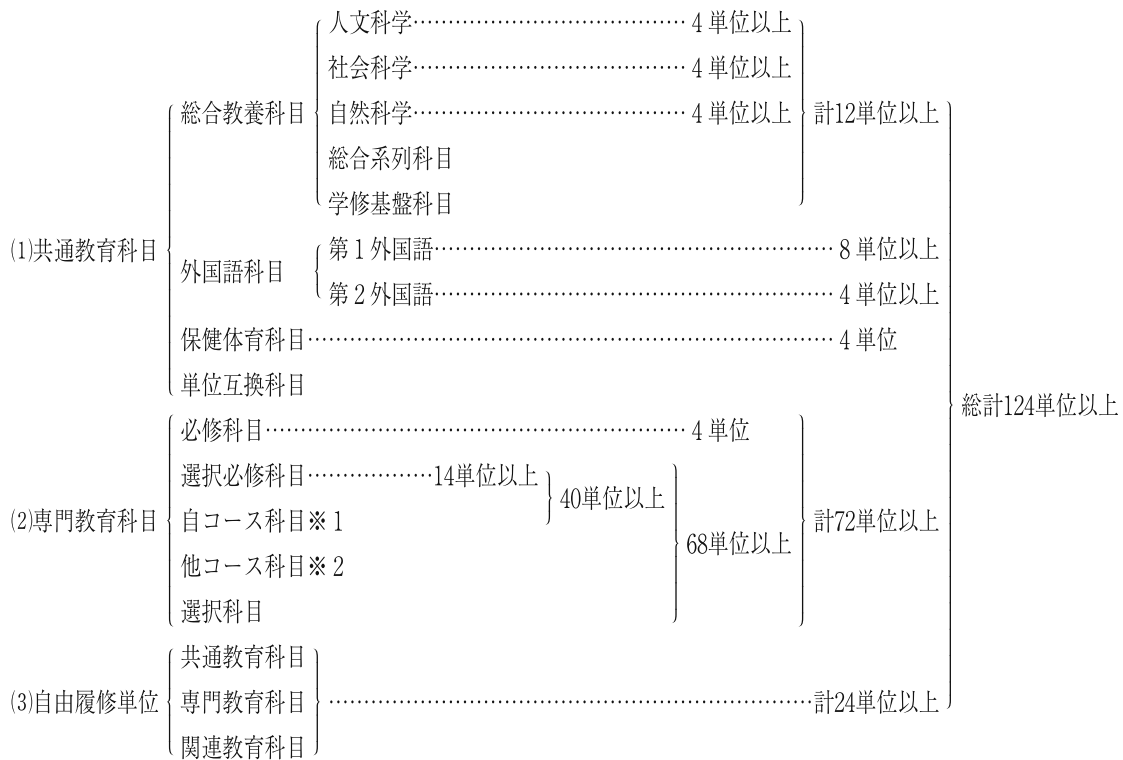 人文科学…………………………………4単位以上
社会科学…………………………………4単位以上
総合教養科目 自然科学…………………………………4単位以上 計12単位以上
総合系列科目
学修基盤科目
(1)共通教育科目
外国語科目
第1外国語…………………………………………………8単位以上
第2外国語…………………………………………………4単位以上
保健体育科目…………………………………………………………………4単位
単位互換科目
総計124単位以上
必修科目……………………………………………………4単位
選択必修科目………………14単位以上
40単位以上
(2)専門教育科目 自コース科目※1 計72単位以上
68単位以上
他コース科目※2
選択科目
共通教育科目
(3)自由履修単位 専門教育科目 ……………………………………………………………計24単位以上
関連教育科目